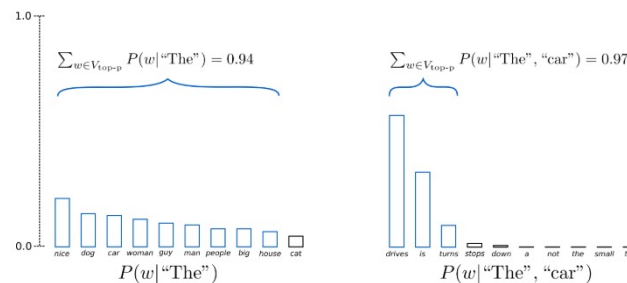 1.0
∑w∈Vtop-p P(w|“The”) = 0.94
∑w∈Vtop-p P(w|“The”, “car”) = 0.97
0.0
nice dog car woman guy man people big house cat
drives is turns stops down a not the small
P(w|“The”)
P(w|“The”, “car”)